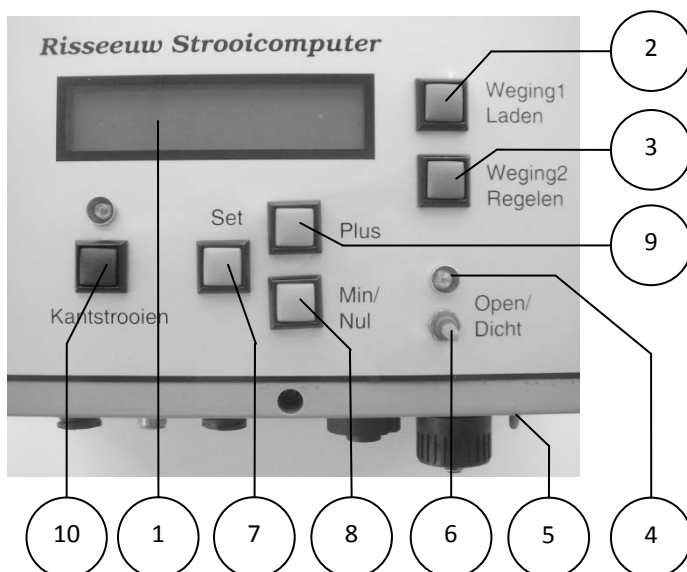 Risseeuw Strooicomputer
2
Weging1
Laden
3
Weging2
Regelen
Set
Plus
9
Kantstrooien
Min/
Nul
Open/
Dicht
10
1
7
8
6
5
4